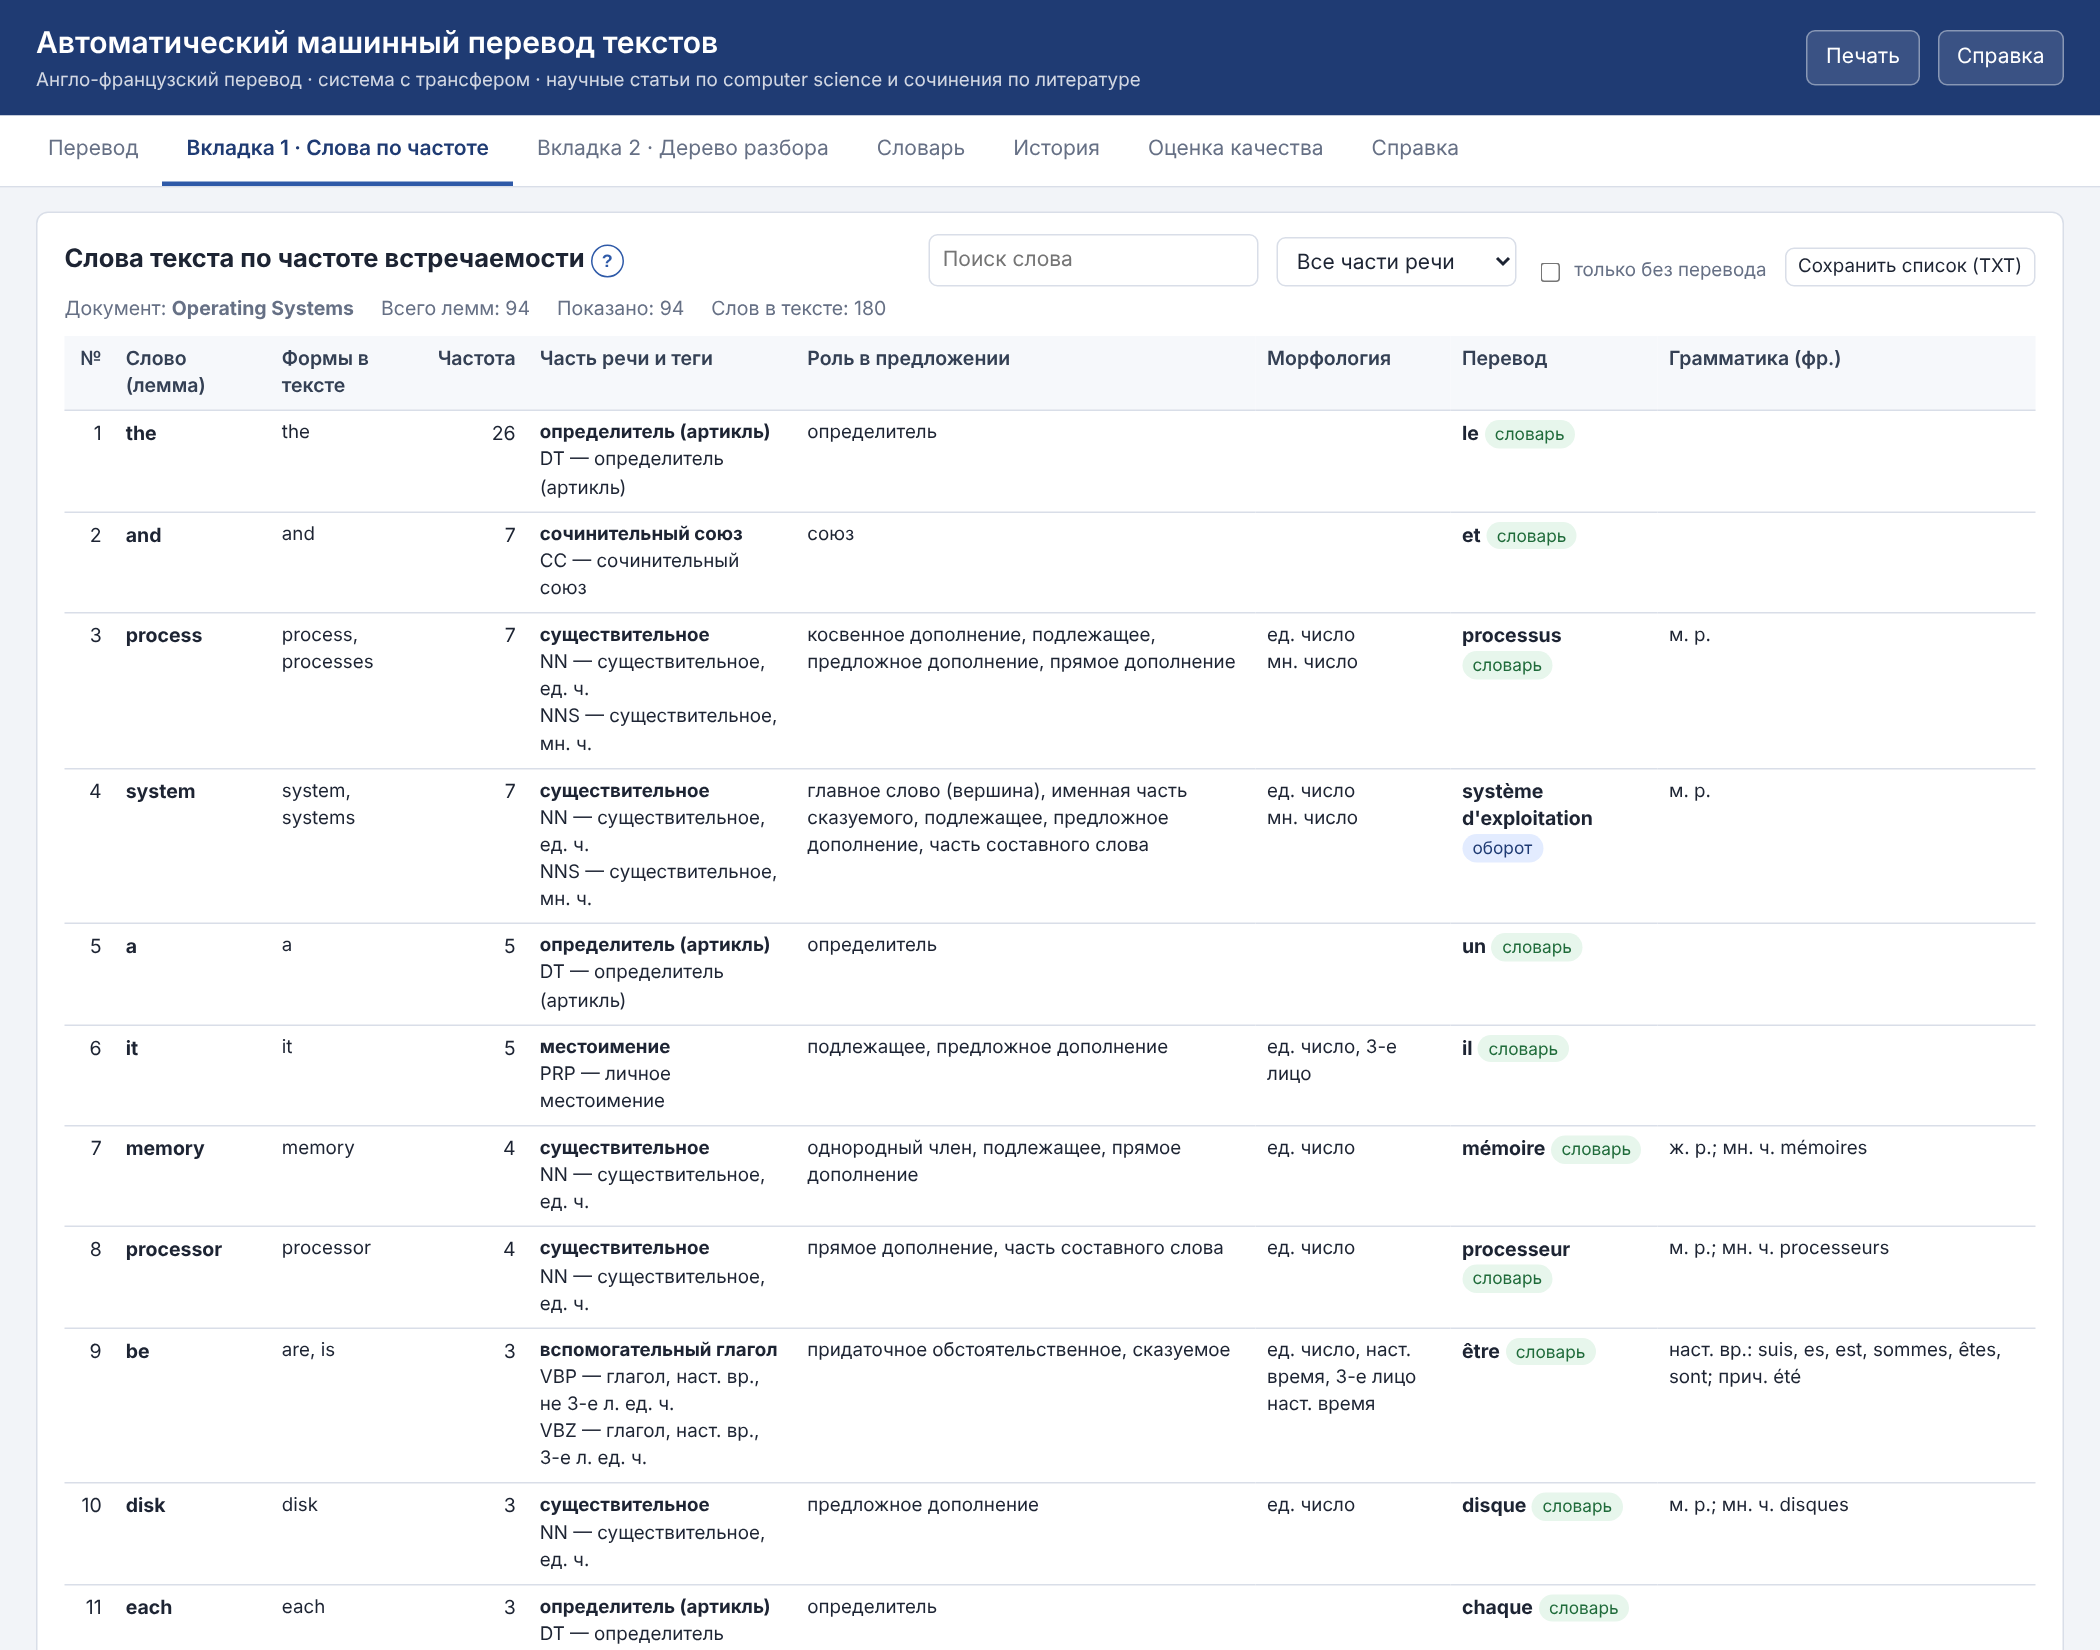 Автоматический машинный перевод текстов
Англо-французский перевод · система с трансфером · научные статьи по computer science и сочинения по литературе
Печать
Справка
Перевод
Вкладка 1 · Слова по частоте
Вкладка 2 · Дерево разбора
Словарь
История
Оценка качества
Справка
Слова текста по частоте встречаемости ?
Поиск слова
Все части речи
только без перевода
Сохранить список (TXT)
Документ: Operating Systems Всего лемм: 94 Показано: 94 Слов в тексте: 180
№ Слово (лемма) Формы в тексте Частота Часть речи и теги Роль в предложении Морфология Перевод Грамматика (фр.)
1 the the 26 определитель (артикль) определитель le словарь
DT — определитель
(артикль)
2 and and 7 сочинительный союз союз et словарь
CC — сочинительный
союз
3 process process, 7 существительное косвенное дополнение, подлежащее, ед. число processus м. р.
processes NN — существительное, предложное дополнение, прямое дополнение мн. число словарь
ед. ч.
NNS — существительное,
мн. ч.
4 system system, 7 существительное главное слово (вершина), именная часть ед. число système м. р.
systems NN — существительное, сказуемого, подлежащее, предложное мн. число d'exploitation
ед. ч. дополнение, часть составного слова оборот
NNS — существительное,
мн. ч.
5 a a 5 определитель (артикль) определитель un словарь
DT — определитель
(артикль)
6 it it 5 местоимение подлежащее, предложное дополнение ед. число, 3-е il словарь
PRP — личное лицо
местоимение
7 memory memory 4 существительное однородный член, подлежащее, прямое ед. число mémoire словарь ж. р.; мн. ч. mémoires
NN — существительное, дополнение
ед. ч.
8 processor processor 4 существительное прямое дополнение, часть составного слова ед. число processeur м. р.; мн. ч. processeurs
NN — существительное, словарь
ед. ч.
9 be are, is 3 вспомогательный глагол придаточное обстоятельственное, сказуемое ед. число, наст. être словарь наст. вр.: suis, es, est, sommes, êtes,
VBP — глагол, наст. вр., время, 3-е лицо sont; прич. été
не 3-е л. ед. ч. наст. время
VBZ — глагол, наст. вр.,
3-е л. ед. ч.
10 disk disk 3 существительное предложное дополнение ед. число disque словарь м. р.; мн. ч. disques
NN — существительное,
ед. ч.
11 each each 3 определитель (артикль) определитель chaque словарь
DT — определитель